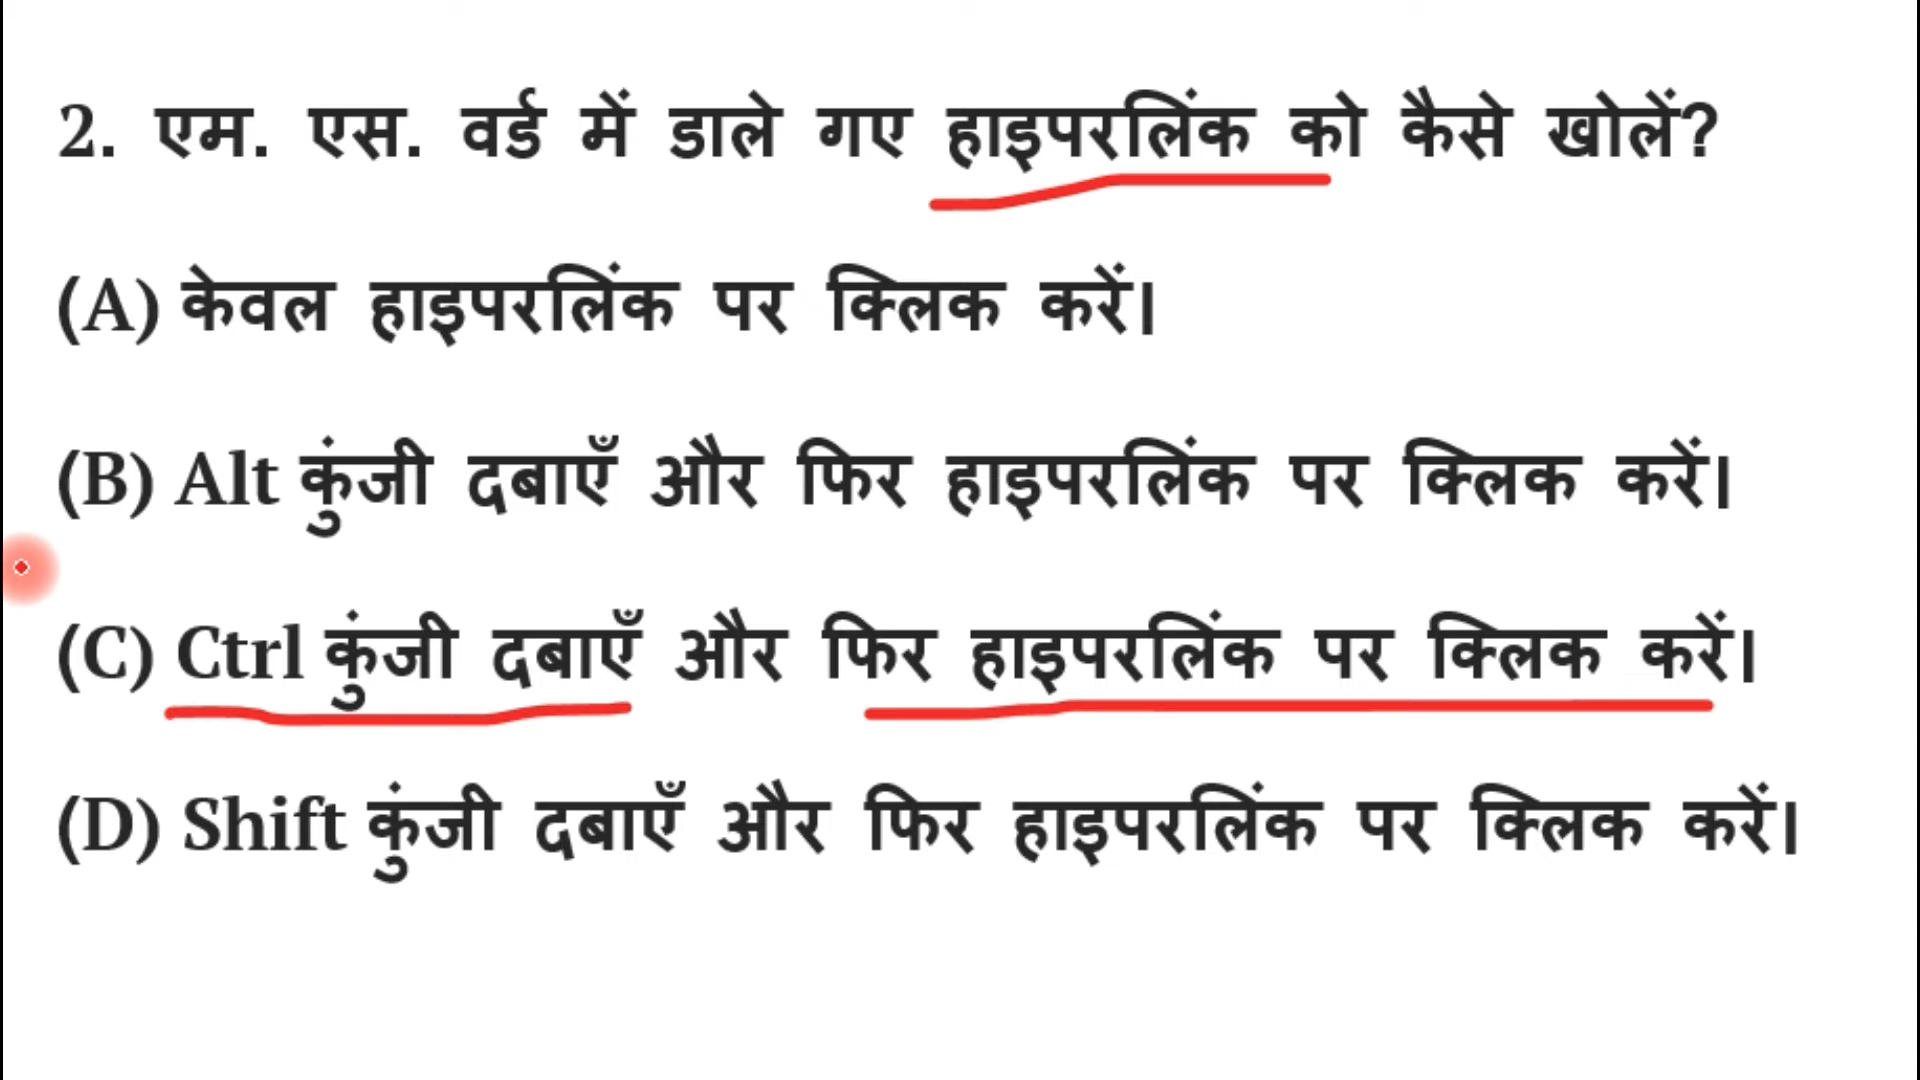 2. एम. एस. वर्ड में डाले गए हाइपरलिंक को कैसे खोलें?
(A) केवल हाइपरलिंक पर क्लिक करें।
(B) Alt कुंजी दबाएँ और फिर हाइपरलिंक पर क्लिक करें।
(C) Ctrl कुंजी दबाएँ और फिर हाइपरलिंक पर क्लिक करें।
(D) Shift कुंजी दबाएँ और फिर हाइपरलिंक पर क्लिक करें।